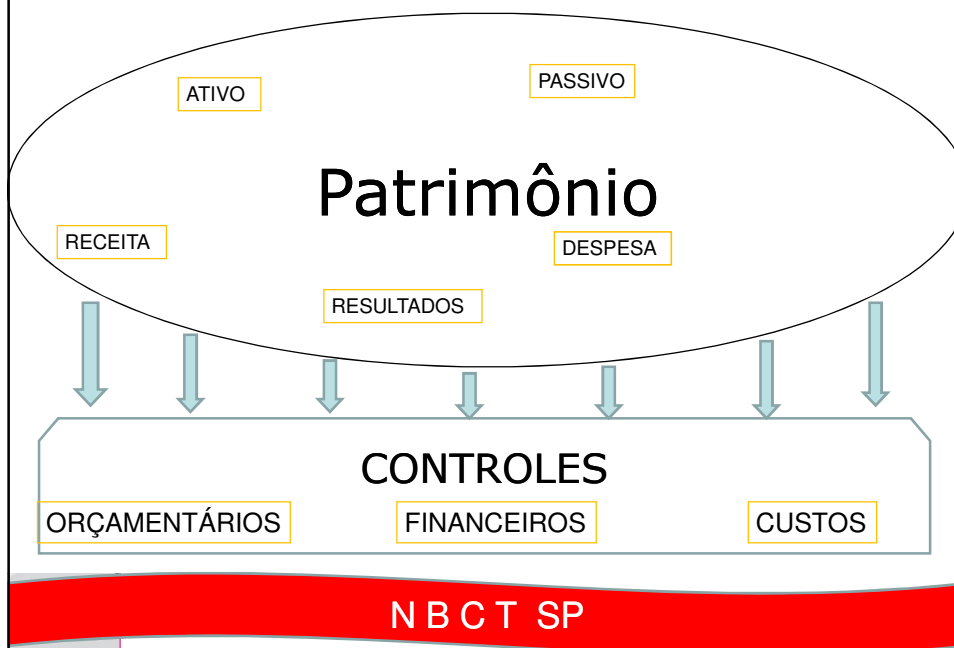 ATIVO
PASSIVO
Patrimônio
RECEITA
DESPESA
RESULTADOS
CONTROLES
ORÇAMENTÁRIOS
FINANCEIROS
CUSTOS
N B C T SP